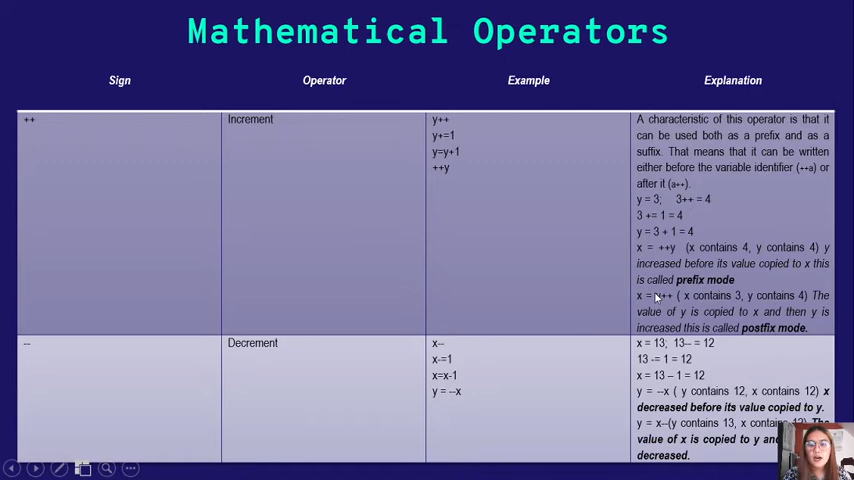 Mathematical Operators
Sign
Operator
Example
Explanation
++
Increment
y++
y+=1
y=y+1
++y
A characteristic of this operator is that it
can be used both as a prefix and as a
suffix. That means that it can be written
either before the variable identifier (++a) or
after it (a++).
y = 3; 3++ = 4
3 += 1 = 4
y = 3 + 1 = 4
x = ++y (x contains 4, y contains 4) y
increased before its value copied to x this
is called prefix mode
x = y++ ( x contains 3, y contains 4) The
value of y is copied to x and then y is
increased this is called postfix mode.
--
Decrement
x--
x-=1
x=x-1
y = --x
x = 13; 13-- = 12
13 -= 1 = 12
x = 13 – 1 = 12
y = --x ( y contains 12, x contains 12) x
decreased before its value copied to y.
y = x--(y contains 13, x contains 12) The
value of x is copied to y and
decreased.